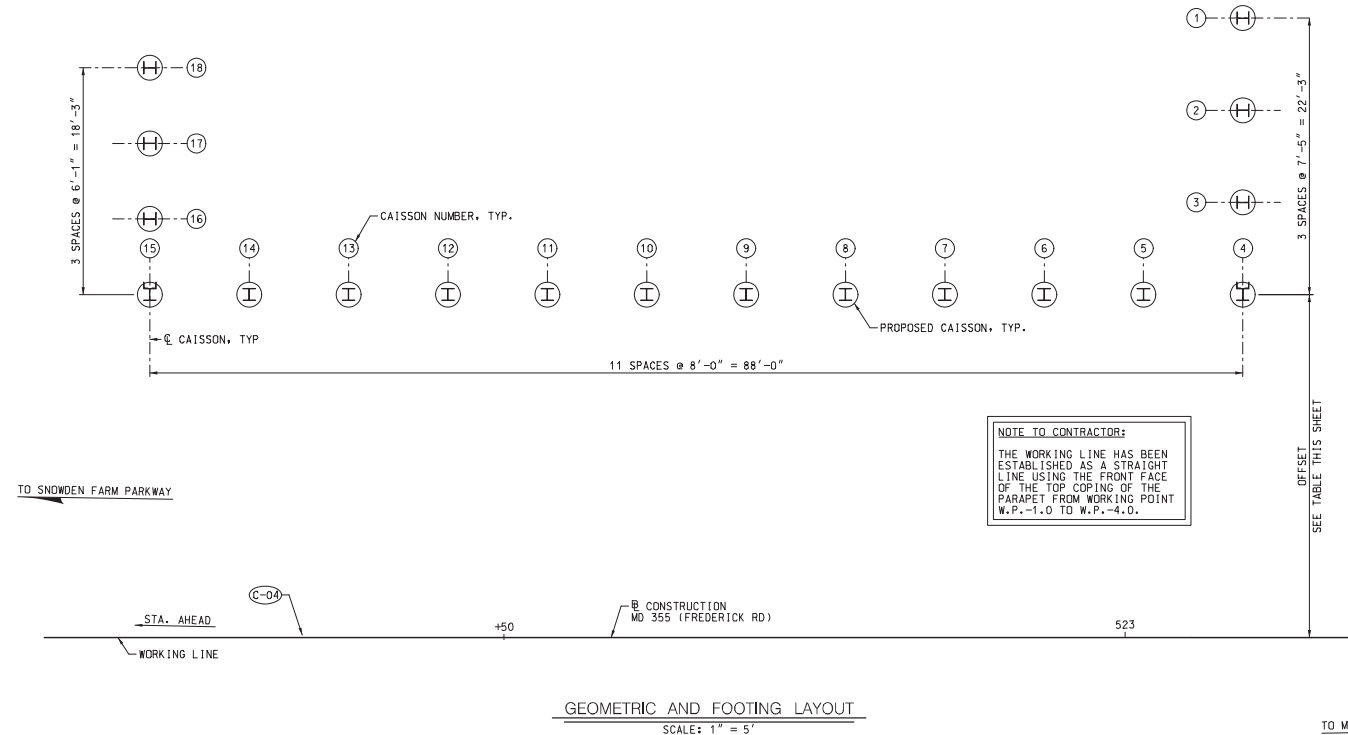 1
18
2
17
3
16
3 SPACES @ 6'-1" = 18'-3"
3 SPACES @ 7'-5" = 22'-3"
CAISSON NUMBER, TYP.
15 14 13 12 11 10 9 8 7 6 5 4
PROPOSED CAISSON, TYP.
℄ CAISSON, TYP
11 SPACES @ 8'-0" = 88'-0"
NOTE TO CONTRACTOR:
THE WORKING LINE HAS BEEN
ESTABLISHED AS A STRAIGHT
LINE USING THE FRONT FACE
OF THE TOP COPING OF THE
PARAPET FROM WORKING POINT
W.P.-1.0 TO W.P.-4.0.
OFFSET
SEE TABLE THIS SHEET
TO SNOWDEN FARM PARKWAY
C-04
BL CONSTRUCTION
MD 355 (FREDERICK RD)
STA. AHEAD
+50
523
WORKING LINE
GEOMETRIC AND FOOTING LAYOUT
SCALE: 1" = 5'
TO M